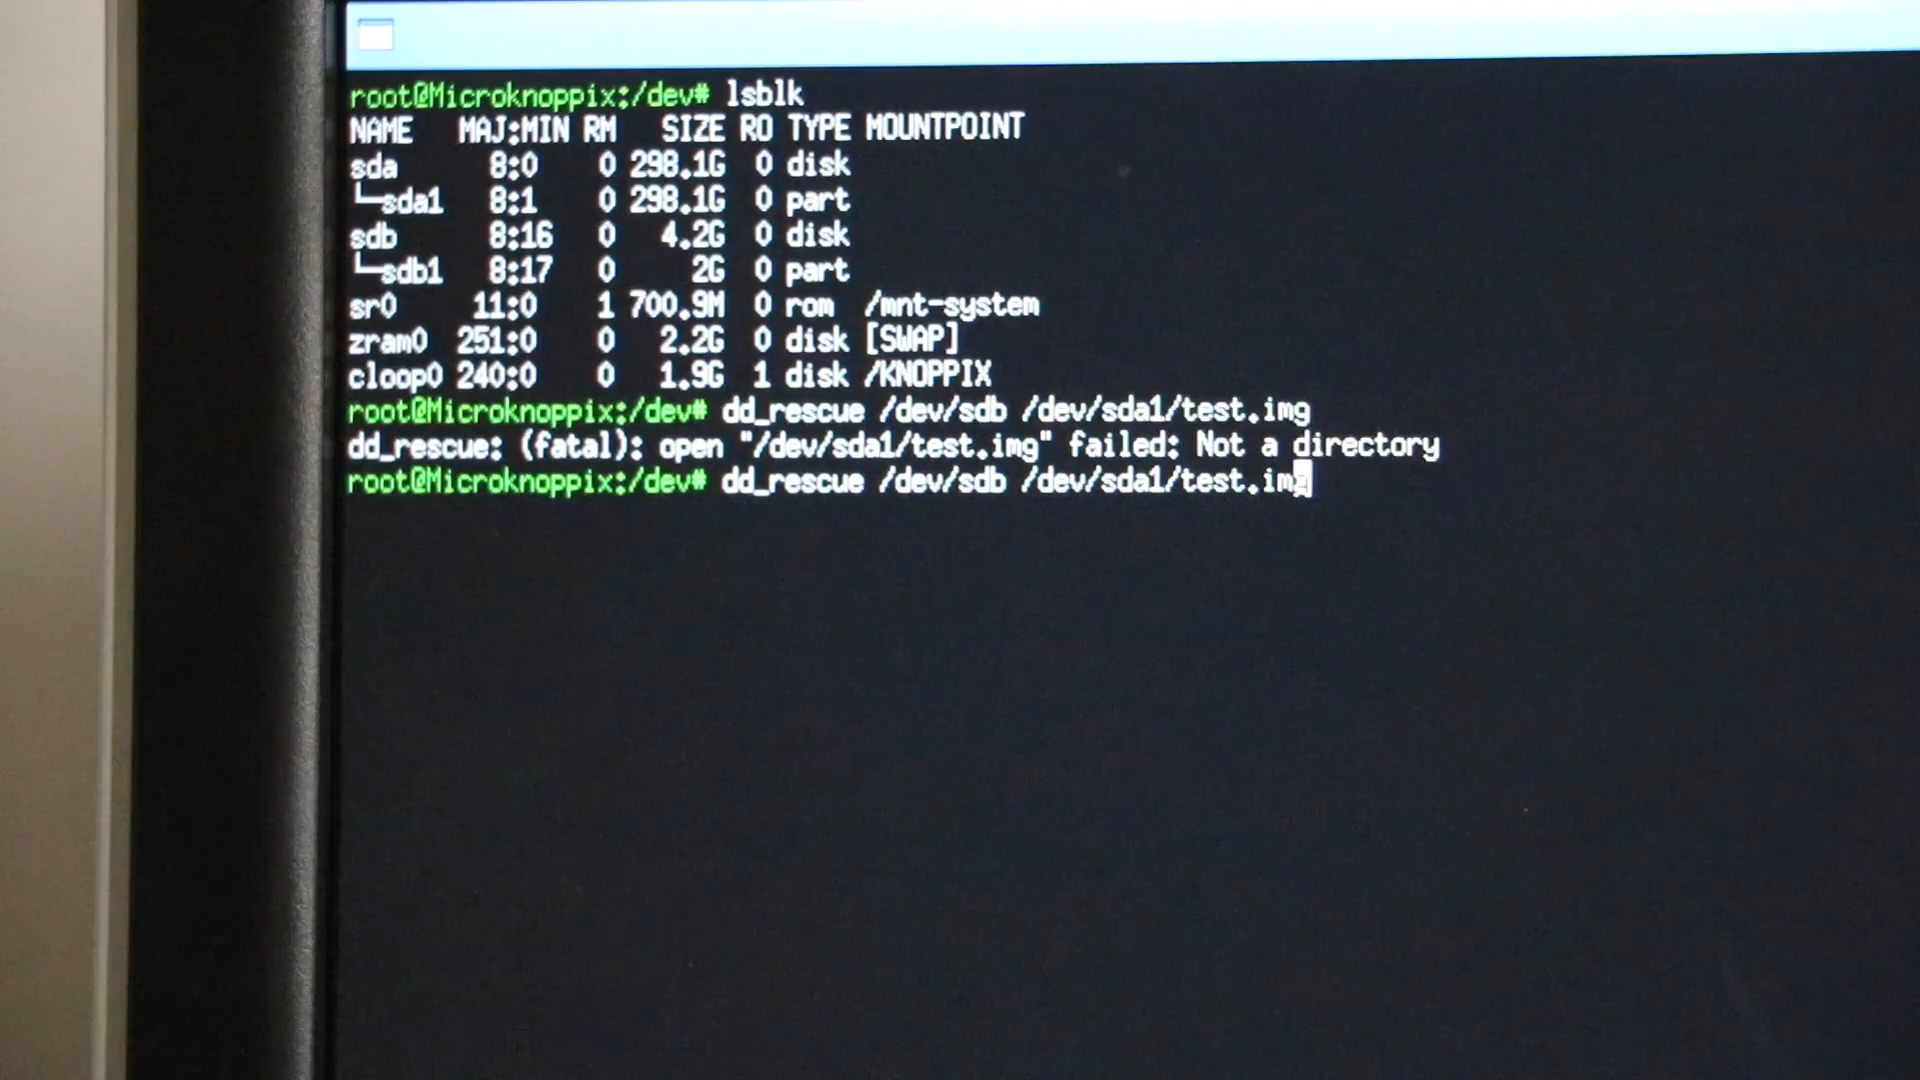 root@Microknoppix:/dev# lsblk
NAME   MAJ:MIN RM   SIZE RO TYPE MOUNTPOINT
sda      8:0    0 298.1G  0 disk
└─sda1   8:1    0 298.1G  0 part
sdb      8:16   0   4.2G  0 disk
└─sdb1   8:17   0     2G  0 part
sr0     11:0    1 700.9M  0 rom  /mnt-system
zram0  251:0    0   2.2G  0 disk [SWAP]
cloop0 240:0    0   1.9G  1 disk /KNOPPIX
root@Microknoppix:/dev# dd_rescue /dev/sdb /dev/sda1/test.img
dd_rescue: (fatal): open "/dev/sda1/test.img" failed: Not a directory
root@Microknoppix:/dev# dd_rescue /dev/sdb /dev/sda1/test.img